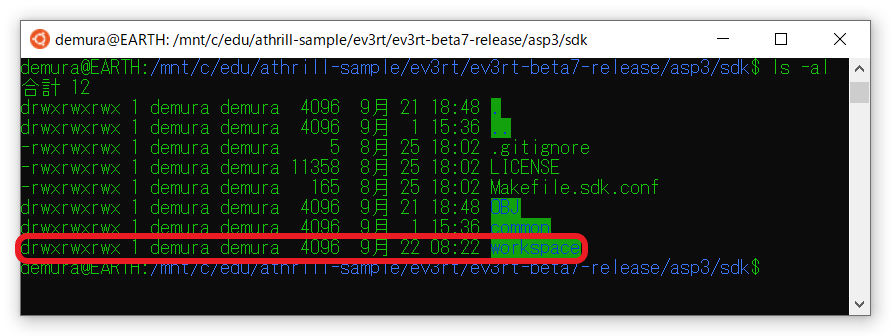 demura@EARTH: /mnt/c/edu/athrill-sample/ev3rt/ev3rt-beta7-release/asp3/sdk
demura@EARTH:/mnt/c/edu/athrill-sample/ev3rt/ev3rt-beta7-release/asp3/sdk$ ls -al
合計 12
drwxrwxrwx 1 demura demura  4096  9月 21 18:48 .
drwxrwxrwx 1 demura demura  4096  9月  1 15:36 ..
-rwxrwxrwx 1 demura demura     5  8月 25 18:02 .gitignore
-rwxrwxrwx 1 demura demura 11358  8月 25 18:02 LICENSE
-rwxrwxrwx 1 demura demura   165  8月 25 18:02 Makefile.sdk.conf
drwxrwxrwx 1 demura demura  4096  9月 21 18:48 OBJ
drwxrwxrwx 1 demura demura  4096  9月  1 15:36 common
drwxrwxrwx 1 demura demura  4096  9月 22 08:22 workspace
demura@EARTH:/mnt/c/edu/athrill-sample/ev3rt/ev3rt-beta7-release/asp3/sdk$